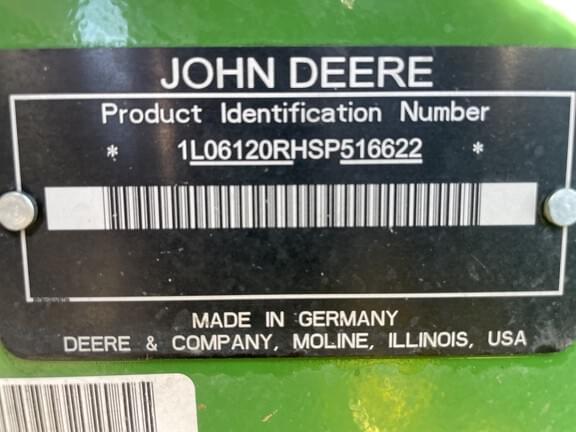 JOHN DEERE
Product Identification Number
* 1L06120RHSP516622 *
MADE IN GERMANY
DEERE & COMPANY, MOLINE, ILLINOIS, USA